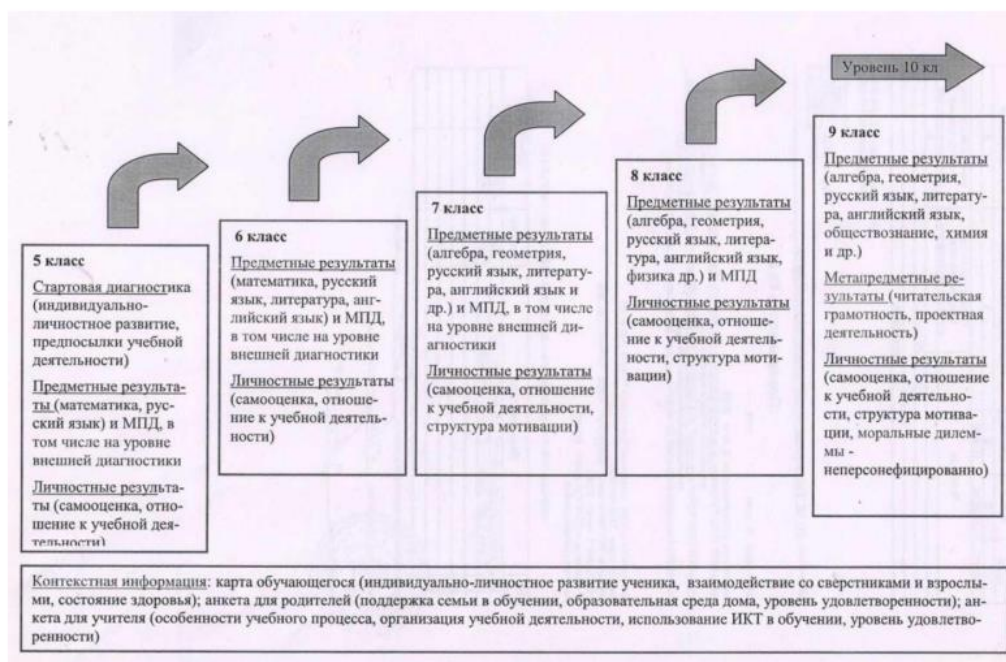 5 класс
Стартовая диагностика
(индивидуально-
личностное развитие,
предпосылки учебной
деятельности)
Предметные результа-
ты (математика, рус-
ский язык) и МПД, в
том числе на уровне
внешней диагностики
Личностные результа-
ты (самооценка, отно-
шение к учебной дея-
тельности)
6 класс
Предметные результаты
(математика, русский
язык, литература, анг-
лийский язык) и МПД,
в том числе на уровне
внешней диагностики
Личностные результаты
(самооценка, отноше-
ние к учебной деятель-
ности)
7 класс
Предметные результаты
(алгебра, геометрия,
русский язык, литерату-
ра, английский язык и
др.) и МПД, в том числе
на уровне внешней ди-
агностики
Личностные результаты
(самооценка, отношение
к учебной деятельности,
структура мотивации)
8 класс
Предметные результаты
(алгебра, геометрия,
русский язык, литера-
тура, английский язык,
физика др.) и МПД
Личностные результаты
(самооценка, отноше-
ние к учебной деятель-
ности, структура моти-
вации)
Уровень 10 кл
9 класс
Предметные результаты
(алгебра, геометрия,
русский язык, литерату-
ра, английский язык,
обществознание, химия
и др.)
Метапредметные ре-
зультаты (читательская
грамотность, проектная
деятельность)
Личностные результаты
(самооценка, отношение
к учебной деятельно-
сти, структура мотива-
ции, моральные дилем-
мы -
неперсонефицированно)
Контекстная информация: карта обучающегося (индивидуально-личностное развитие ученика, взаимодействие со сверстниками и взрослы-
ми, состояние здоровья); анкета для родителей (поддержка семьи в обучении, образовательная среда дома, уровень удовлетворенности); ан-
кета для учителя (особенности учебного процесса, организация учебной деятельности, использование ИКТ в обучении, уровень удовлетво-
ренности)